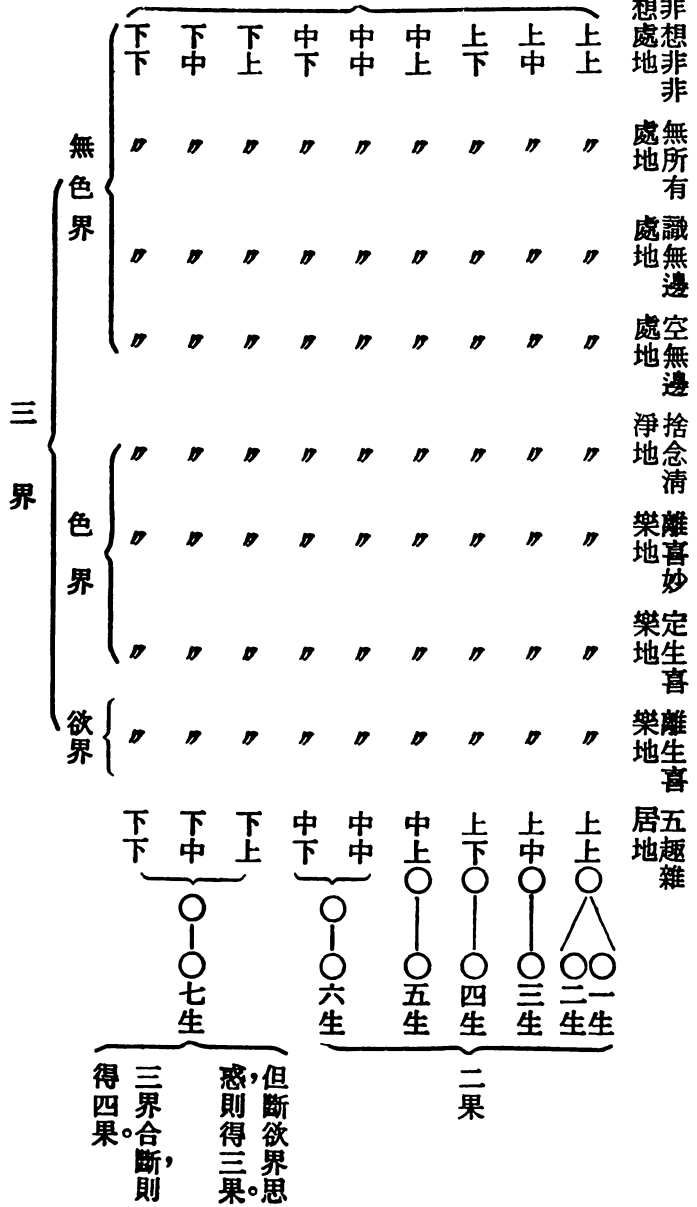 非想非非
想處地
無所有
處地
識無邊
處地
空無邊
處地
捨念清
淨地
離喜妙
樂地
定生喜
樂地
離生喜
樂地
五趣雜
居地
上上 〃 〃 〃 〃 〃 〃 〃 上上
一生
二生
上中 〃 〃 〃 〃 〃 〃 〃 上中
三生
上下 〃 〃 〃 〃 〃 〃 〃 上下
四生
中上 〃 〃 〃 〃 〃 〃 〃 中上
五生
中中 〃 〃 〃 〃 〃 〃 〃 中中
中下 〃 〃 〃 〃 〃 〃 〃 中下
六生
二果
下上 〃 〃 〃 〃 〃 〃 〃 下上
下中 〃 〃 〃 〃 〃 〃 〃 下中
下下 〃 〃 〃 〃 〃 〃 〃 下下
七生
但斷欲界思
惑,則得三果。
三界合斷,則
得四果。
無色界
色界
欲界
三界